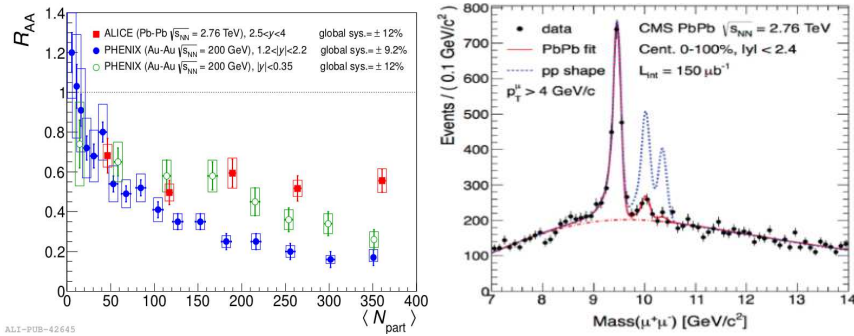 R_AA
ALICE (Pb-Pb √s_NN = 2.76 TeV), 2.5<y<4 global sys.= ± 12%
PHENIX (Au-Au √s_NN = 200 GeV), 1.2<|y|<2.2 global sys.= ± 9.2%
PHENIX (Au-Au √s_NN = 200 GeV), |y|<0.35 global sys.= ± 12%
1.4
1.2
1
0.8
0.6
0.4
0.2
0
0 50 100 150 200 250 300 350 400
⟨N_part⟩
ALI-PUB-42645
Events/ ( 0.1 GeV/c² )
800
700
600
500
400
300
200
100
0
data
PbPb fit
pp shape
p_T^μ > 4 GeV/c
CMS PbPb √s_NN = 2.76 TeV
Cent. 0-100%, |y| < 2.4
L_int = 150 μb⁻¹
7 8 9 10 11 12 13 14
Mass(μ⁺μ⁻) [GeV/c²]